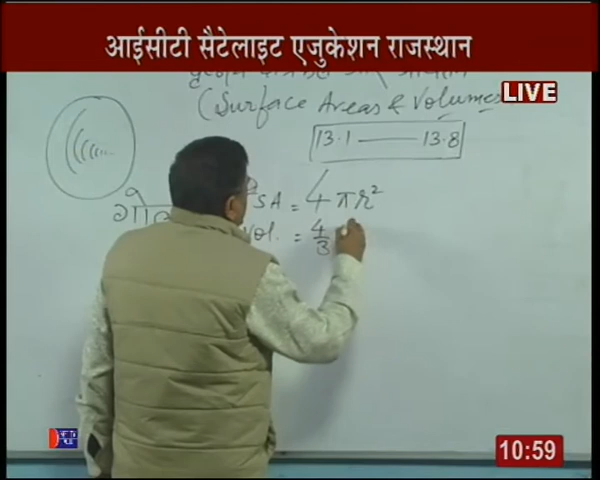 आईसीटी सैटेलाइट एजुकेशन राजस्थान
LIVE
(Surface Areas & Volumes
13.1 — 13.8
SA = 4πr²
गोल
Vol. = 4/3
10:59